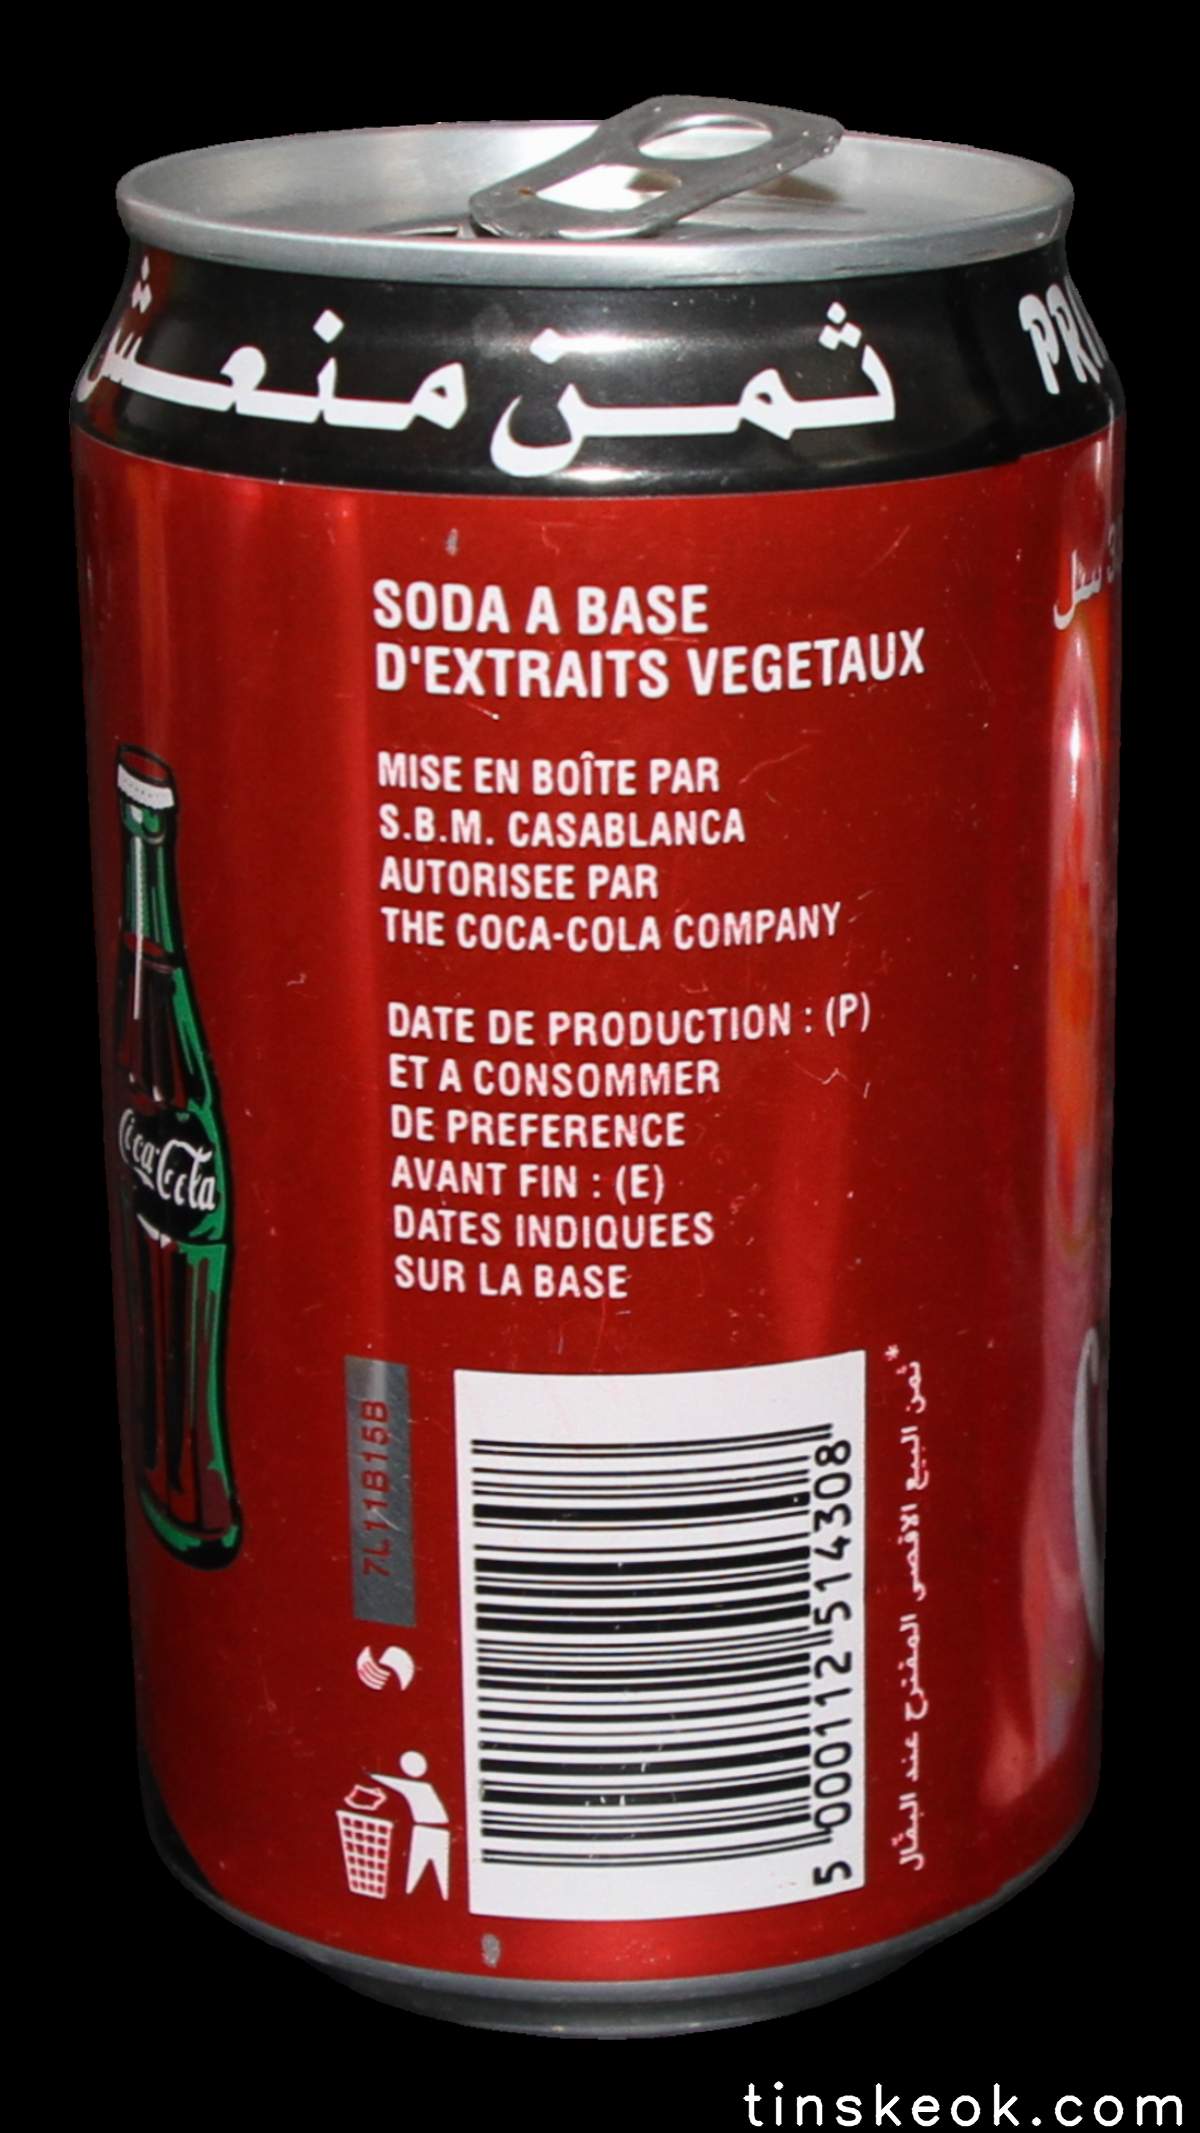 ثمن منعش
SODA A BASE
D'EXTRAITS VEGETAUX
MISE EN BOÎTE PAR
S.B.M. CASABLANCA
AUTORISEE PAR
THE COCA-COLA COMPANY
DATE DE PRODUCTION : (P)
ET A CONSOMMER
DE PREFERENCE
AVANT FIN : (E)
DATES INDIQUEES
SUR LA BASE
Coca-Cola
7L11B15B
5 000112 514308
*ثمن البيع الاقصى المقترح عند البقال
tinskeok.com